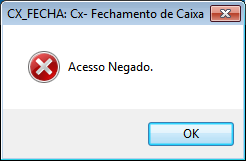 CX_FECHA: Cx- Fechamento de Caixa
Acesso Negado.
OK